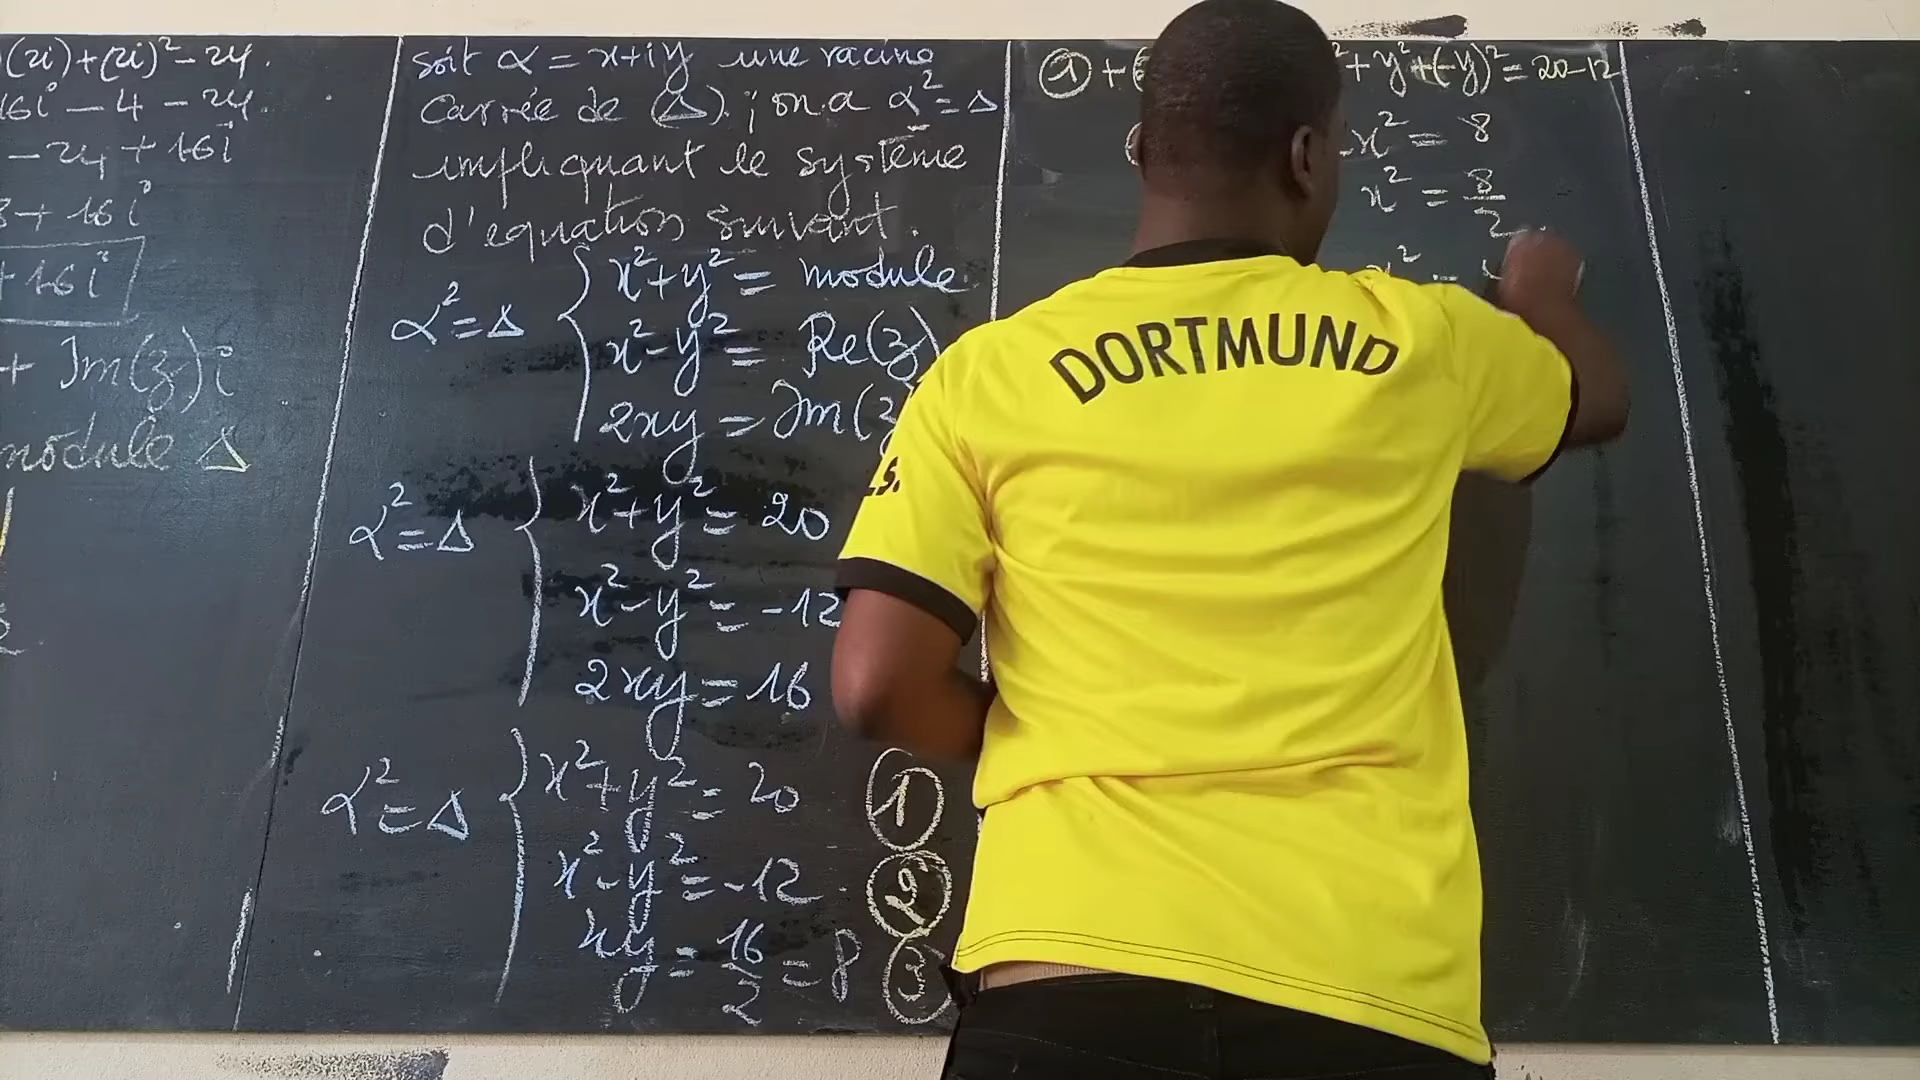 (2i)+(2i)²-24.
16i-4-24.
-24+16i
8+16i
+16i
+ Im(z)i
module Δ
soit α = x+iy une racine
carrée de (Δ) ; on a α² = Δ
impliquant le système
d'equation suivant.
x²+y² = module
α² = Δ
x²-y² = Re(z)
2xy = Im(z
x²+y² = 20
α² = Δ
x²-y² = -12
2xy = 16
x²+y² = 20 ①
α² = Δ
x²-y² = -12 ②
xy = 16/2 = 8 ③
① +
²+y²+(-y)² = 20-12
x² = 8
x² = 8/2
x² =
DORTMUND